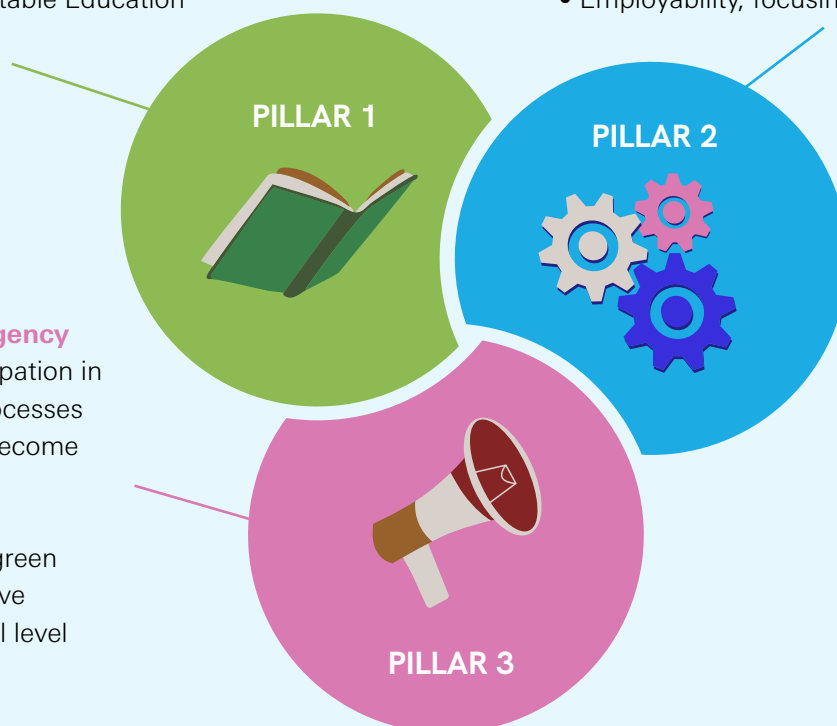 table Education
• Employability, focusin
PILLAR 1
PILLAR 2
gency
pation in
ocesses
ecome
green
ve
l level
PILLAR 3